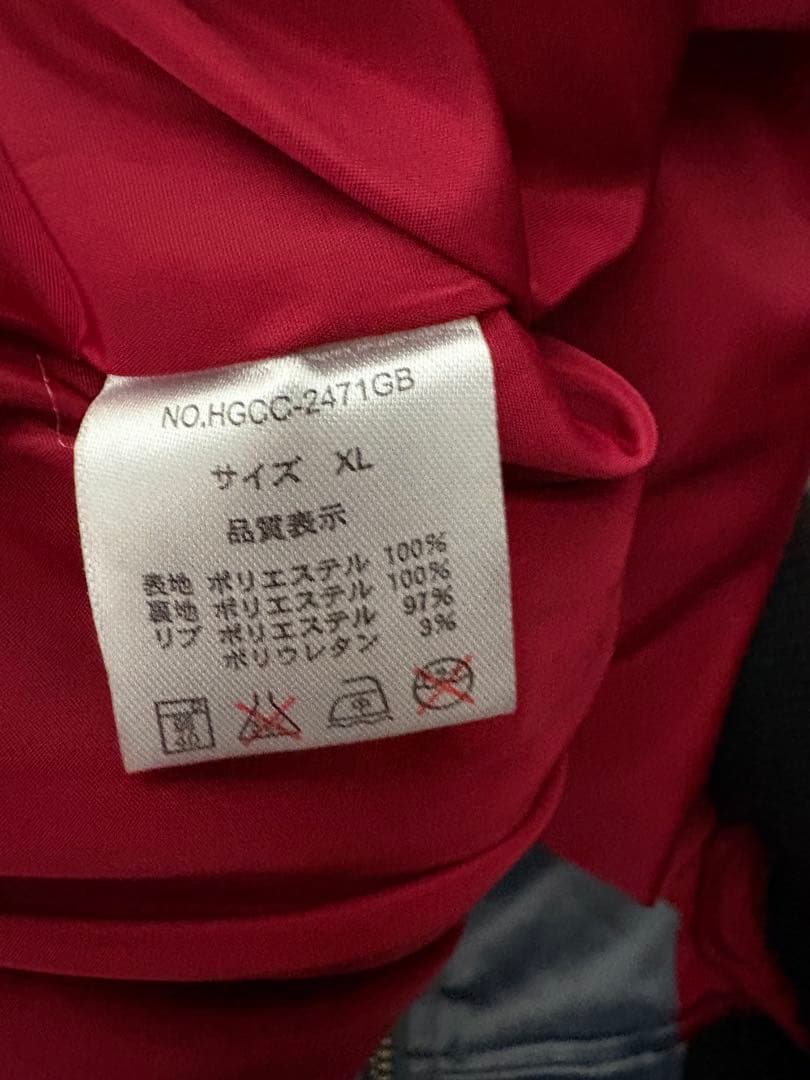 NO.HGCC-2471GB
サイズ XL
品質表示
表地 ポリエステル 100%
裏地 ポリエステル 100%
リブ ポリエステル 97%
ポリウレタン 3%